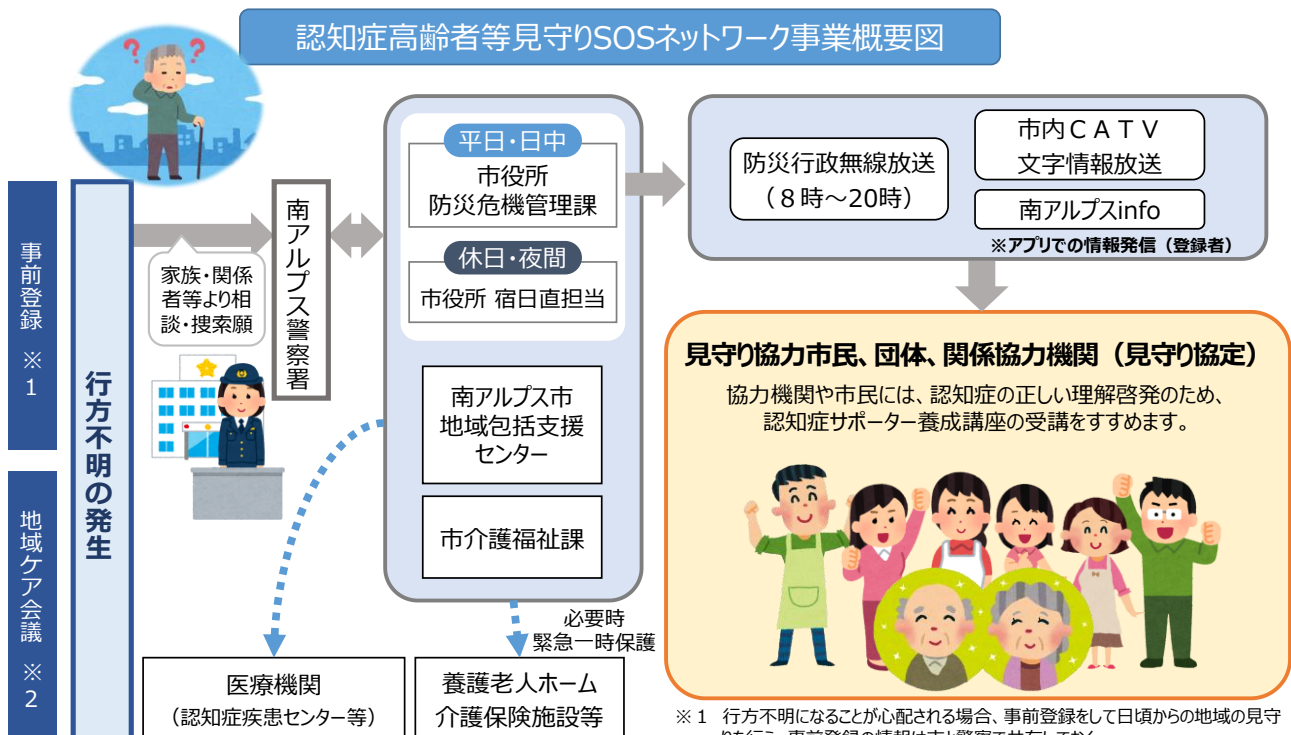 認知症高齢者等見守りSOSネットワーク事業概要図
? ?
事前登録 ※1
地域ケア会議 ※2
行方不明の発生
家族・関係
者等より相
談・捜索願
南アルプス警察署
平日・日中
市役所
防災危機管理課
休日・夜間
市役所 宿日直担当
南アルプス市
地域包括支援
センター
市介護福祉課
必要時
緊急一時保護
医療機関
(認知症疾患センター等)
養護老人ホーム
介護保険施設等
防災行政無線放送
(8時~20時)
市内CATV
文字情報放送
南アルプスinfo
※アプリでの情報発信(登録者)
見守り協力市民、団体、関係協力機関(見守り協定)
協力機関や市民には、認知症の正しい理解啓発のため、
認知症サポーター養成講座の受講をすすめます。
※1 行方不明になることが心配される場合、事前登録をして日頃からの地域の見守